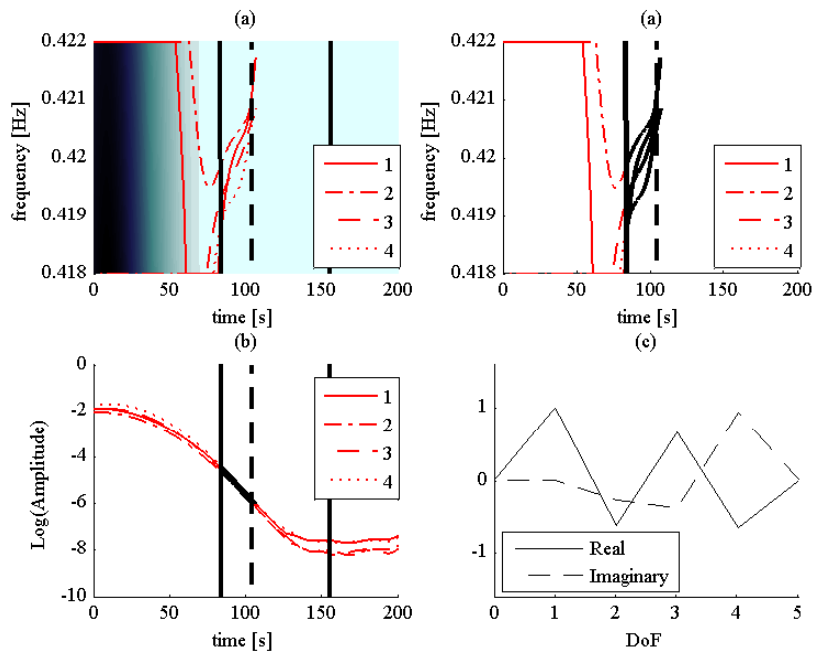 (a)
0.422
0.421
0.42
0.419
0.418
frequency [Hz]
1
2
3
4
0 50 100 150 200
time [s]
(a)
0.422
0.421
0.42
0.419
0.418
frequency [Hz]
1
2
3
4
0 50 100 150 200
time [s]
(b)
0
-2
-4
-6
-8
-10
Log(Amplitude)
1
2
3
4
0 50 100 150 200
time [s]
(c)
1
0
-1
Real
Imaginary
0 1 2 3 4 5
DoF